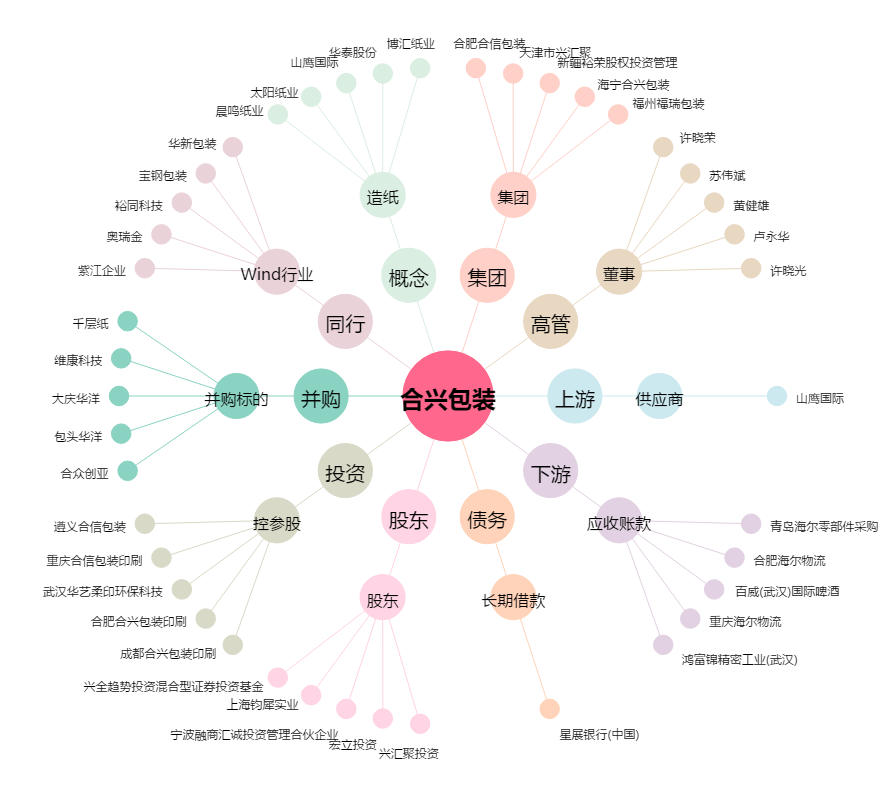 博汇纸业
合肥合信包装
华泰股份
天津市兴汇聚
山鹰国际
新疆裕荣股权投资管理
太阳纸业
海宁合兴包装
晨鸣纸业
福州福瑞包装
华新包装
许晓荣
宝钢包装
苏伟斌
造纸
集团
裕同科技
黄健雄
奥瑞金
卢永华
紫江企业
Wind行业
概念
集团
董事
许晓光
千层纸
同行
高管
维康科技
大庆华洋
并购标的
并购
合兴包装
上游
供应商
山鹰国际
包头华洋
合众创亚
投资
下游
遵义合信包装
控参股
股东
债务
应收账款
青岛海尔零部件采购
重庆合信包装印刷
合肥海尔物流
武汉华艺柔印环保科技
百威(武汉)国际啤酒
股东
长期借款
合肥合兴包装印刷
重庆海尔物流
成都合兴包装印刷
鸿富锦精密工业(武汉)
兴全趋势投资混合型证券投资基金
上海钧犀实业
宁波融商汇诚投资管理合伙企业
星展银行(中国)
宏立投资
兴汇聚投资